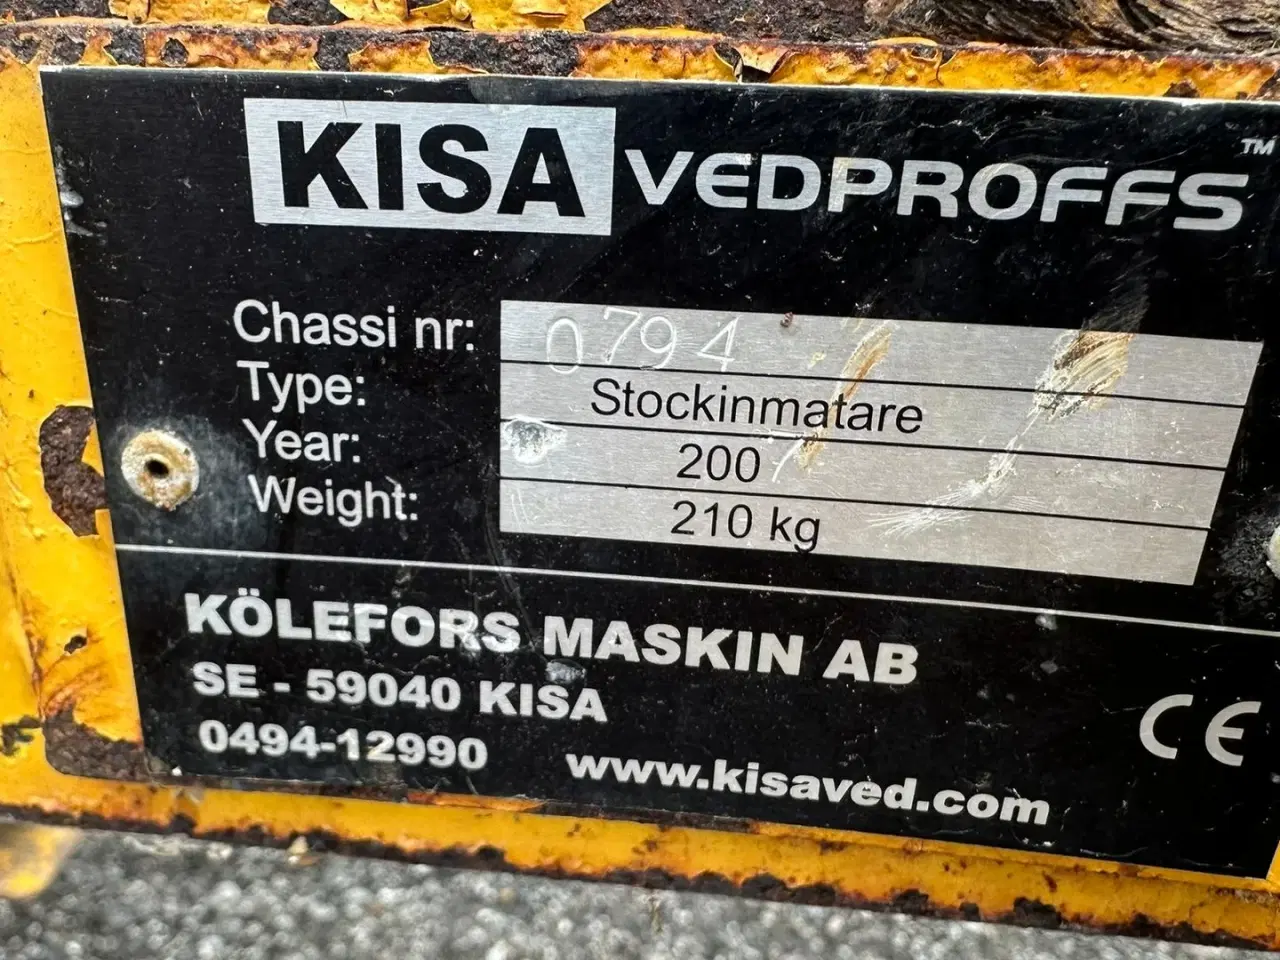 KISA VEDPROFFS™
Chassi nr: 0794
Type: Stockinmatare
Year: 200
Weight: 210 kg
KÖLEFORS MASKIN AB
SE - 59040 KISA
0494-12990 www.kisaved.com
CE